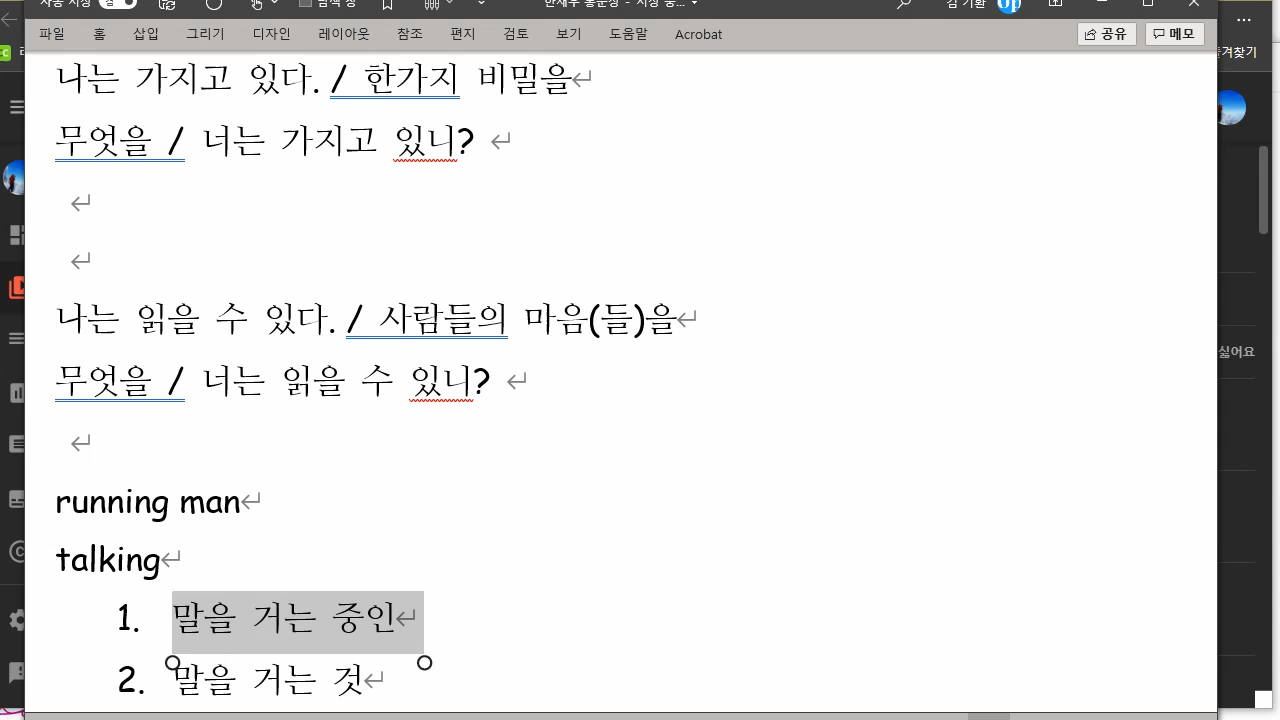 파일 홈 삽입 그리기 디자인 레이아웃 참조 편지 검토 보기 도움말 Acrobat 공유 메모
나는 가지고 있다. / 한가지 비밀을
무엇을 / 너는 가지고 있니?
나는 읽을 수 있다. / 사람들의 마음(들)을
무엇을 / 너는 읽을 수 있니?
running man
talking
1. 말을 거는 중인
2. 말을 거는 것
싫어요